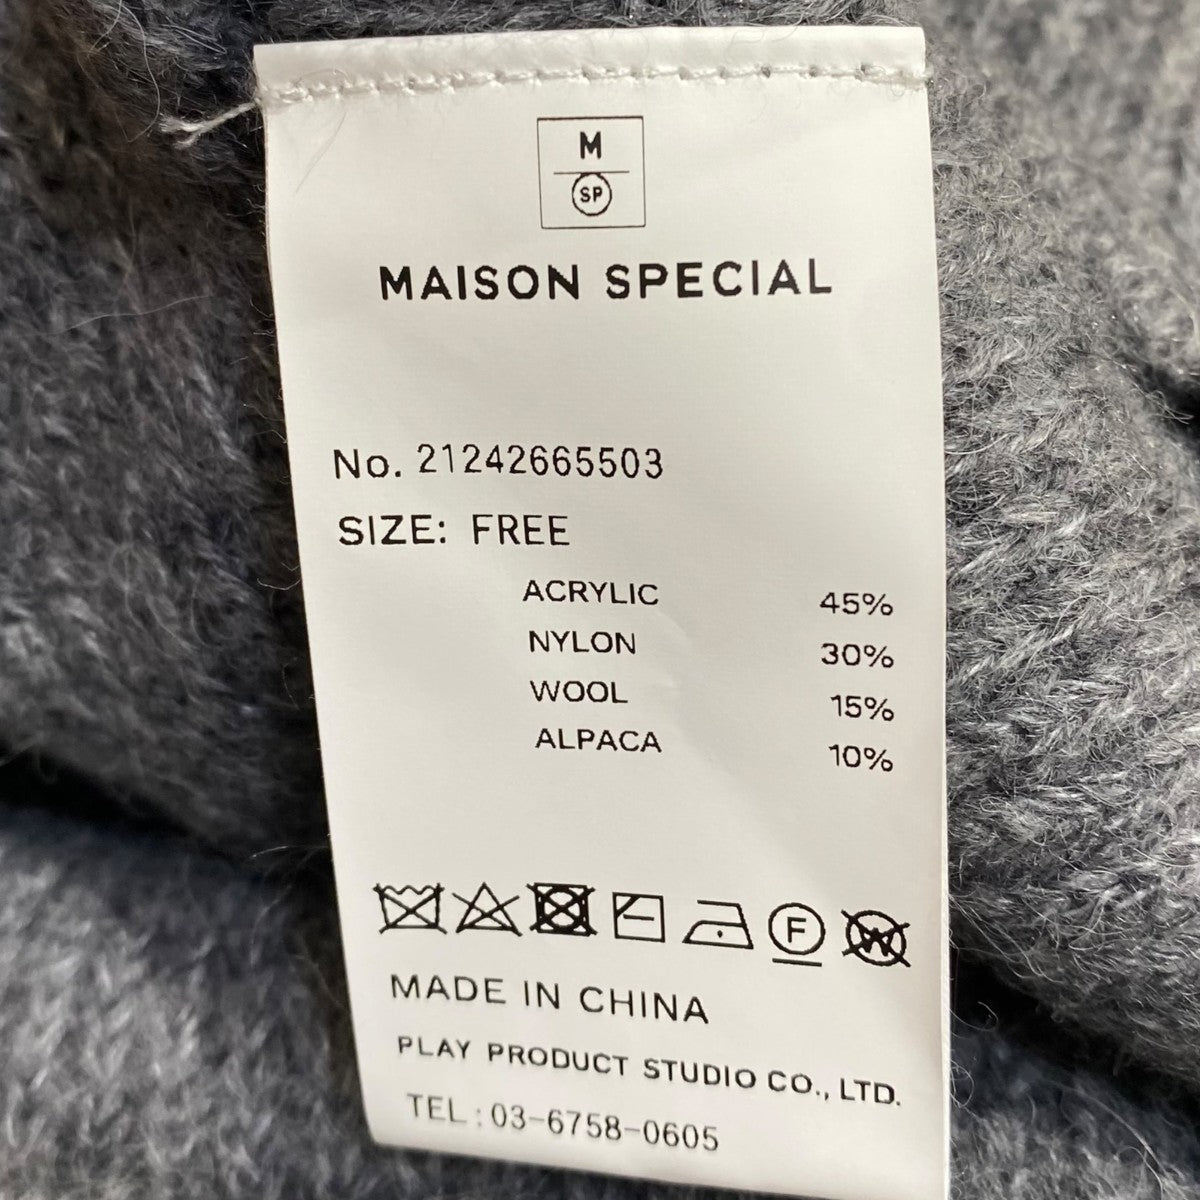 M
SP
MAISON SPECIAL
No. 21242665503
SIZE: FREE
ACRYLIC 45%
NYLON 30%
WOOL 15%
ALPACA 10%
F W
MADE IN CHINA
PLAY PRODUCT STUDIO CO., LTD.
TEL : 03-6758-0605